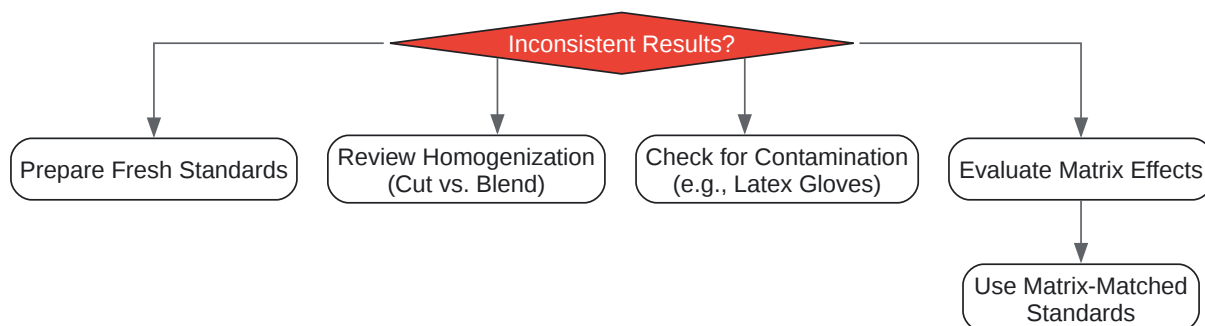 Inconsistent Results?
Prepare Fresh Standards
Review Homogenization
(Cut vs. Blend)
Check for Contamination
(e.g., Latex Gloves)
Evaluate Matrix Effects
Use Matrix-Matched
Standards